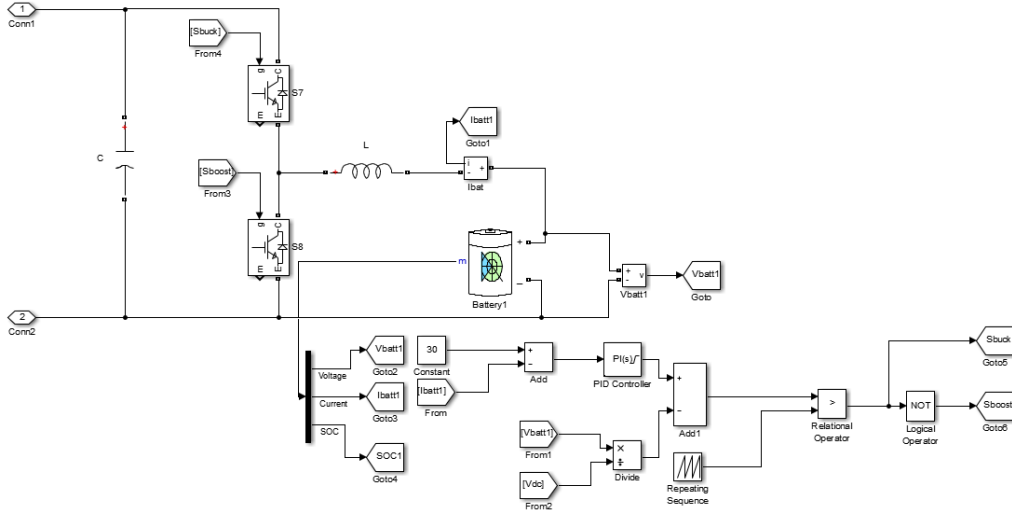 1
Conn1
[Sbuck]
From4
g
C
E
m
S7
C
L
Ibatt1
Goto1
i
+
-
Ibat
[Sboost]
From3
g
C
E
m
S8
m
+
−
Battery1
+
-
v
Vbatt1
Vbatt1
Goto
2
Conn2
Voltage
Vbatt1
Goto2
Current
Ibatt1
Goto3
SOC
SOC1
Goto4
30
Constant
[Ibatt1]
From
+
−
Add
PI(s)
PID Controller
+
−
Add1
[Vbatt1]
From1
[Vdc]
From2
×
÷
Divide
Repeating
Sequence
>
Relational
Operator
NOT
Logical
Operator
Sbuck
Goto5
Sboost
Goto6